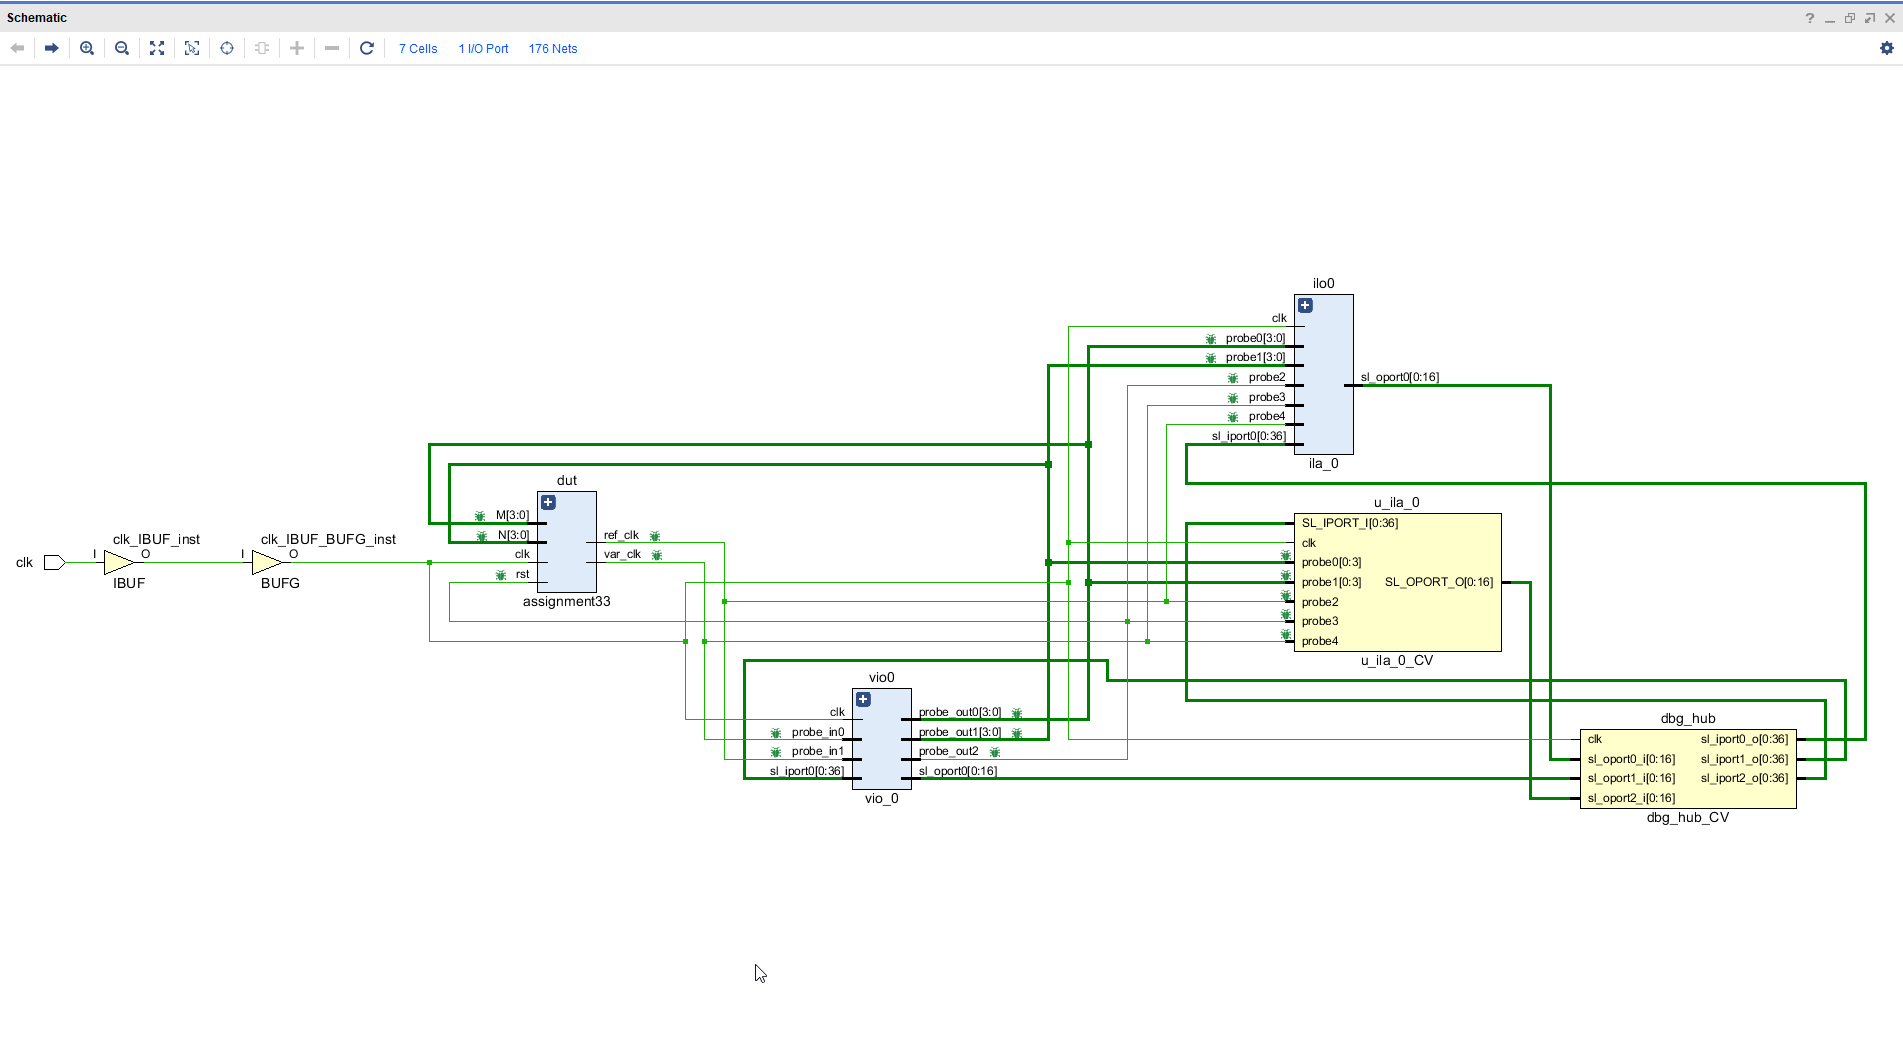 Schematic
7 Cells
1 I/O Port
176 Nets
clk
clk_IBUF_inst
I
O
IBUF
clk_IBUF_BUFG_inst
I
O
BUFG
dut
M[3:0]
N[3:0]
clk
rst
ref_clk
var_clk
assignment33
vio0
clk
probe_in0
probe_in1
sl_iport0[0:36]
probe_out0[3:0]
probe_out1[3:0]
probe_out2
sl_oport0[0:16]
vio_0
ilo0
clk
probe0[3:0]
probe1[3:0]
probe2
probe3
probe4
sl_iport0[0:36]
sl_oport0[0:16]
ila_0
u_ila_0
SL_IPORT_I[0:36]
clk
probe0[0:3]
probe1[0:3]
probe2
probe3
probe4
SL_OPORT_O[0:16]
u_ila_0_CV
dbg_hub
clk
sl_oport0_i[0:16]
sl_oport1_i[0:16]
sl_oport2_i[0:16]
sl_iport0_o[0:36]
sl_iport1_o[0:36]
sl_iport2_o[0:36]
dbg_hub_CV